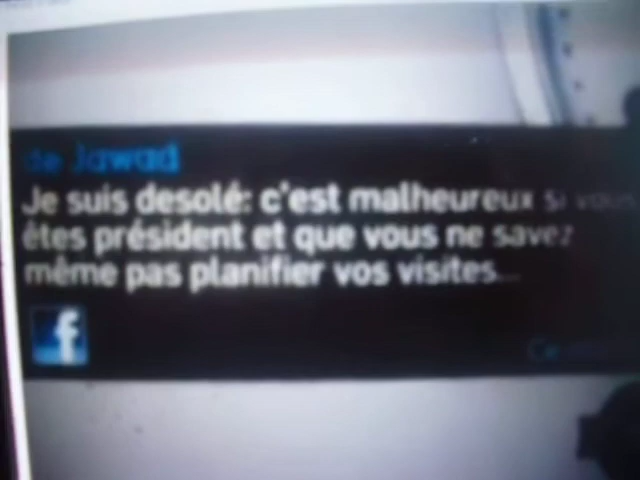 de Jawad
Je suis desolé: c'est malheureux si vous
êtes président et que vous ne savez
même pas planifier vos visites...
f